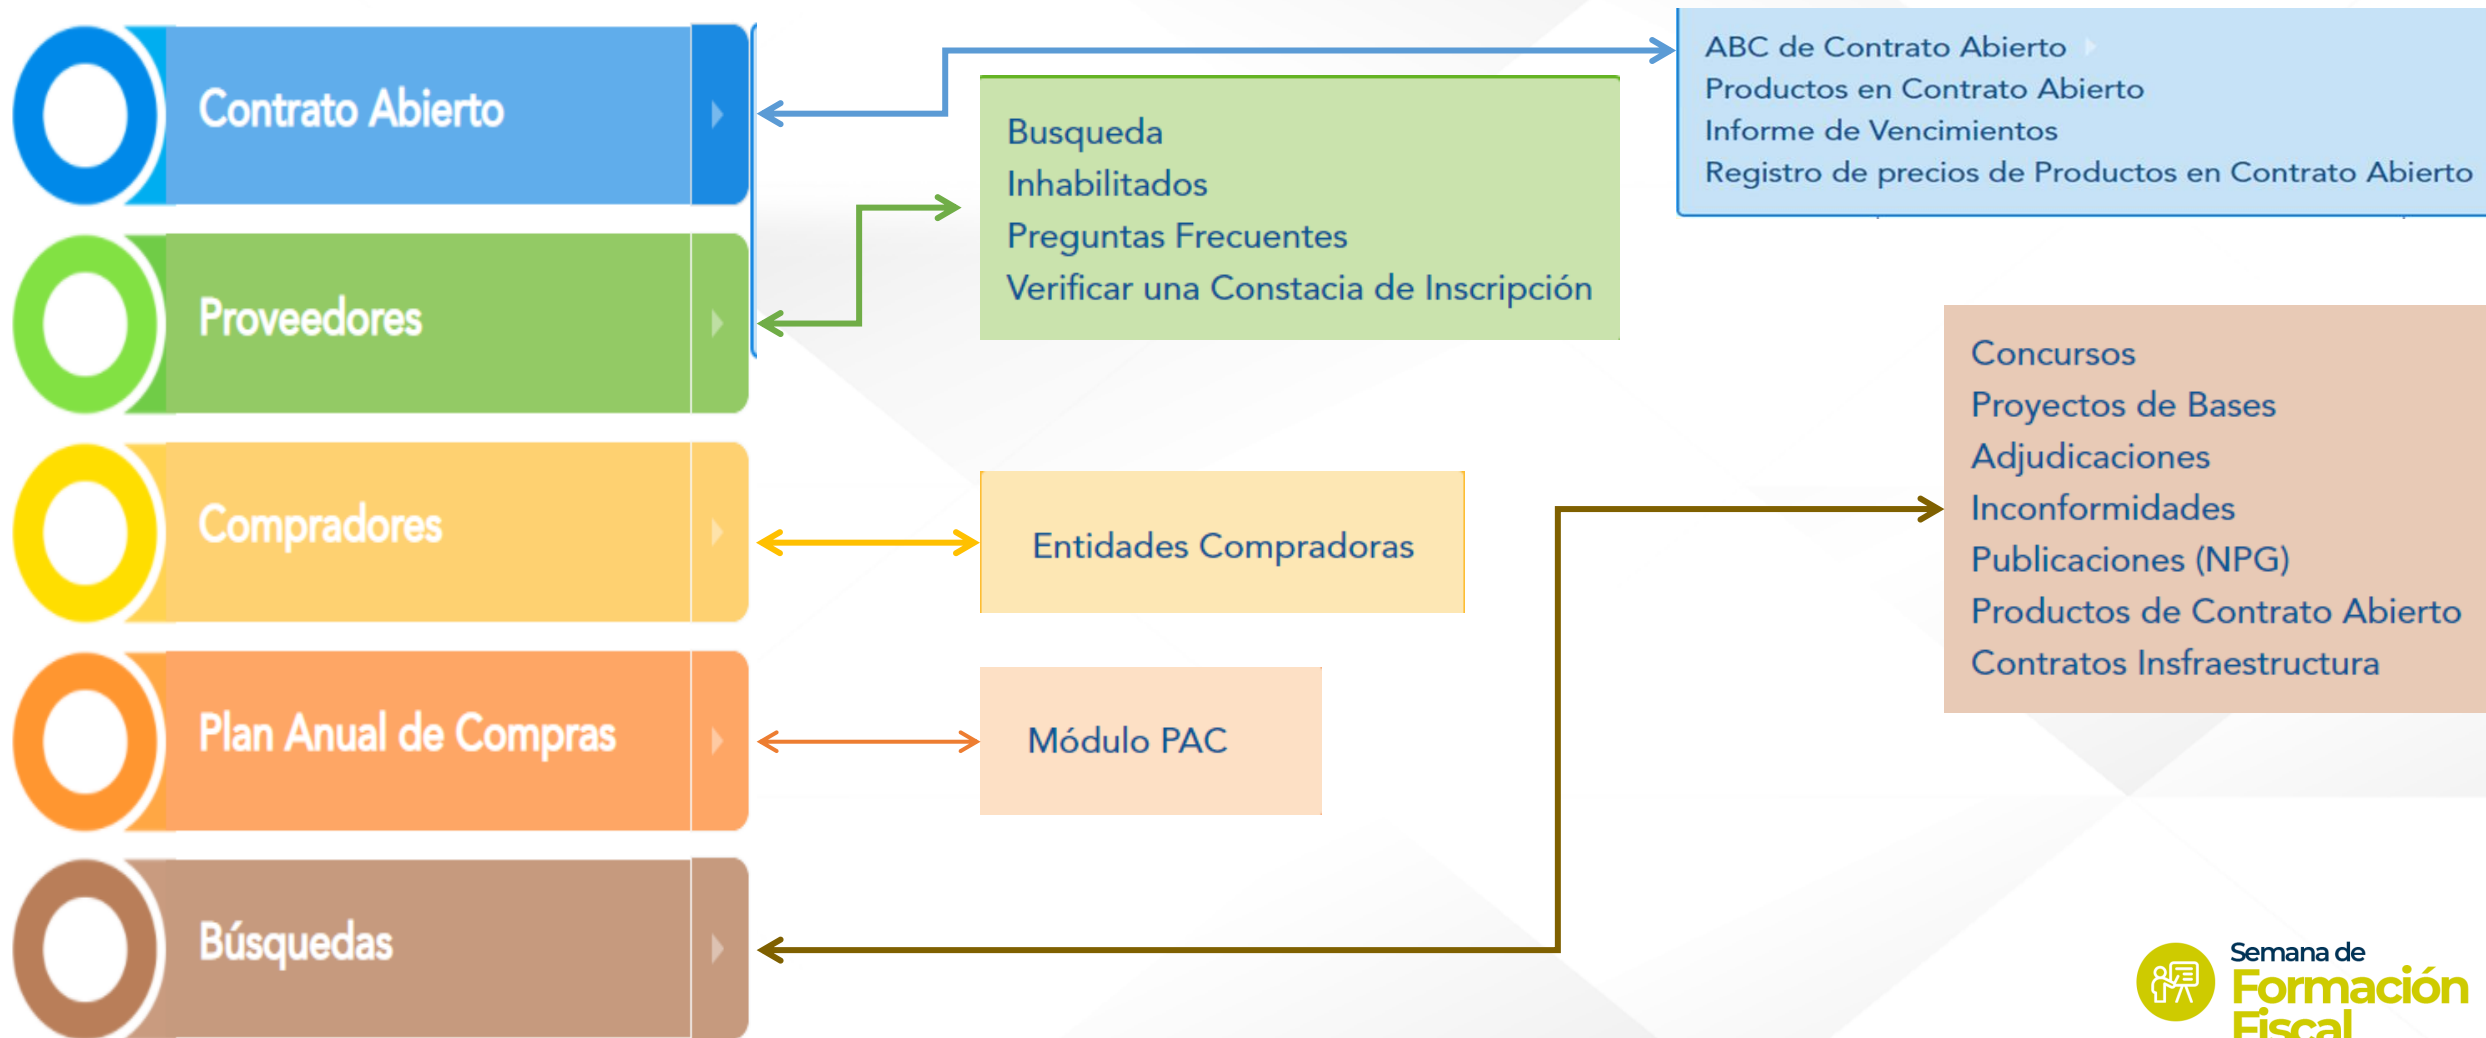 Contrato Abierto
ABC de Contrato Abierto
Productos en Contrato Abierto
Informe de Vencimientos
Registro de precios de Productos en Contrato Abierto
Proveedores
Busqueda
Inhabilitados
Preguntas Frecuentes
Verificar una Constacia de Inscripción
Compradores
Entidades Compradoras
Plan Anual de Compras
Módulo PAC
Búsquedas
Concursos
Proyectos de Bases
Adjudicaciones
Inconformidades
Publicaciones (NPG)
Productos de Contrato Abierto
Contratos Insfraestructura
Semana de
Formación
Fiscal